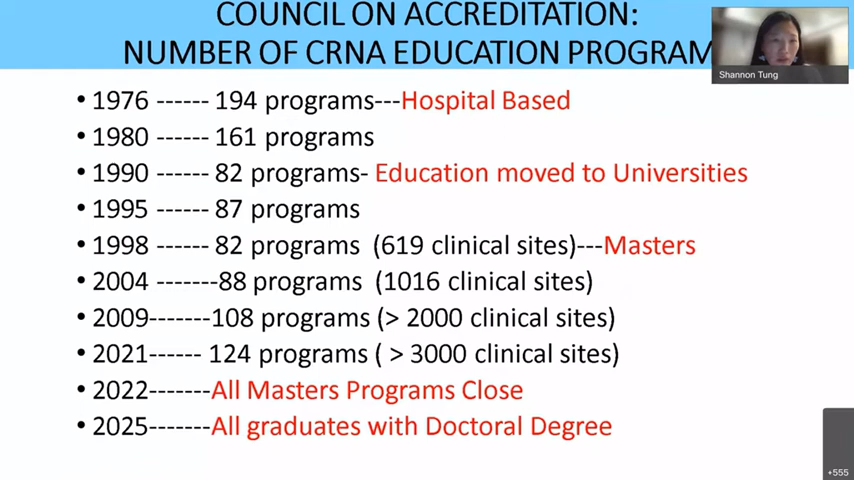 COUNCIL ON ACCREDITATION:
NUMBER OF CRNA EDUCATION PROGRAM
Shannon Tung
• 1976 ------ 194 programs---Hospital Based
• 1980 ------ 161 programs
• 1990 ------ 82 programs- Education moved to Universities
• 1995 ------ 87 programs
• 1998 ------ 82 programs (619 clinical sites)---Masters
• 2004 -------88 programs (1016 clinical sites)
• 2009-------108 programs (> 2000 clinical sites)
• 2021------ 124 programs ( > 3000 clinical sites)
• 2022-------All Masters Programs Close
• 2025-------All graduates with Doctoral Degree
+555